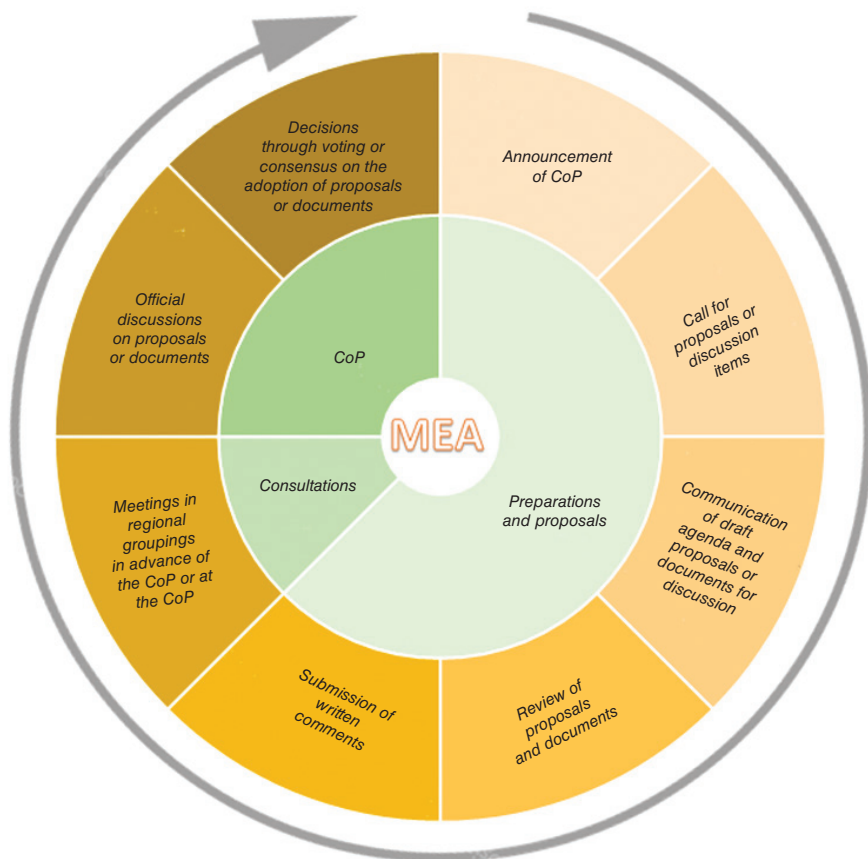 Announcement
of CoP
Call for
proposals or
discussion
items
Communication
of draft
agenda and
proposals or
documents for
discussion
Review of
proposals
and documents
Submission of
written
comments
Meetings in
regional
groupings
in advance of
the CoP or at
the CoP
Official
discussions
on proposals
or documents
Decisions
through voting or
consensus on the
adoption of proposals
or documents
CoP
Consultations
Preparations
and proposals
MEA